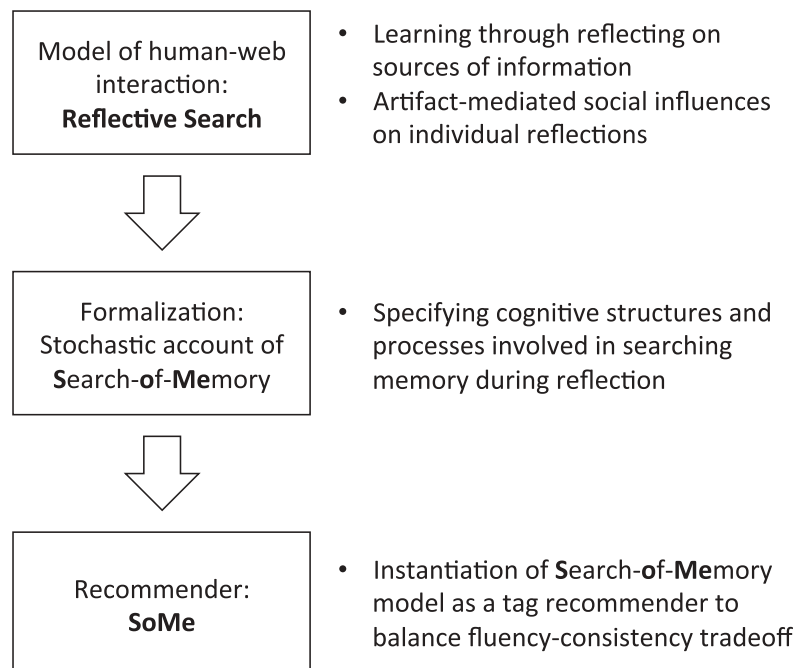 Model of human-web
interaction:
Reflective Search
• Learning through reflecting on
sources of information
• Artifact-mediated social influences
on individual reflections
Formalization:
Stochastic account of
Search-of-Memory
• Specifying cognitive structures and
processes involved in searching
memory during reflection
Recommender:
SoMe
• Instantiation of Search-of-Memory
model as a tag recommender to
balance fluency-consistency tradeoff